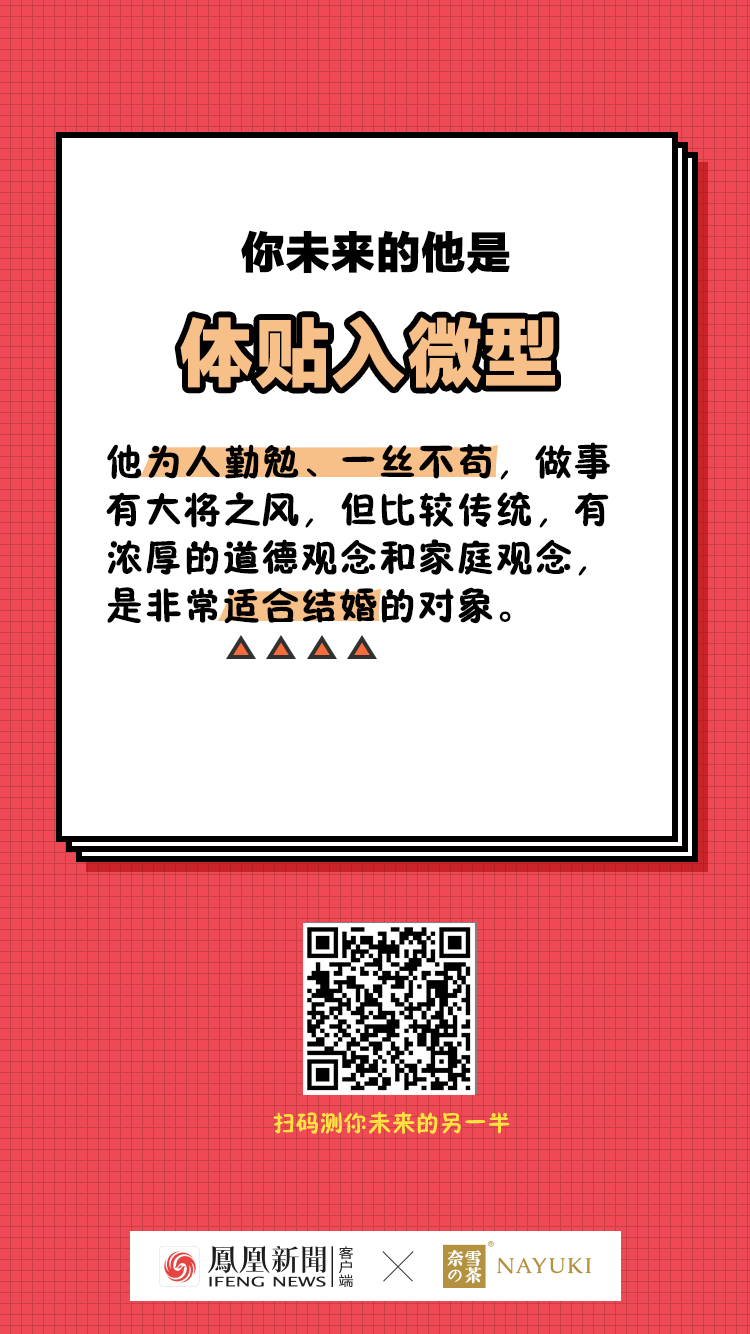 你未来的他是
体贴入微型
他为人勤勉、一丝不苟，做事
有大将之风，但比较传统，有
浓厚的道德观念和家庭观念，
是非常适合结婚的对象。
扫码测你未来的另一半
鳳凰新聞 客户端
IFENG NEWS
奈雪の茶® NAYUKI